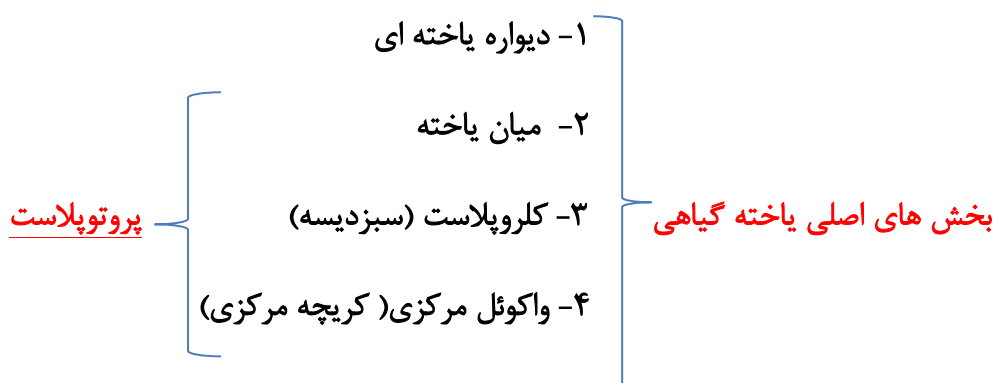 ۱- دیواره یاخته ای
۲- میان یاخته
بخش های اصلی یاخته گیاهی
۳- کلروپلاست (سبزدیسه)
پروتوپلاست
۴- واکوئل مرکزی( کریچه مرکزی)